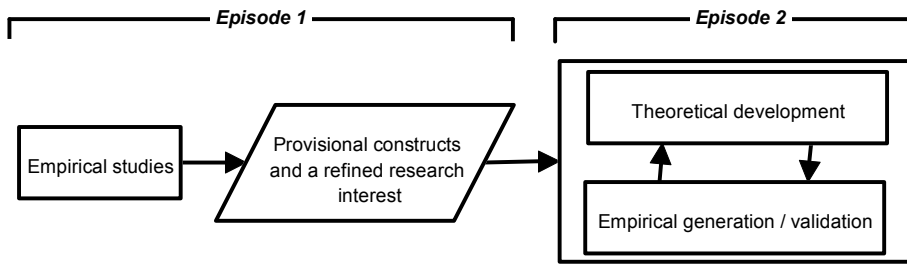 Episode 1
Episode 2
Empirical studies
Provisional constructs
and a refined research
interest
Theoretical development
Empirical generation / validation